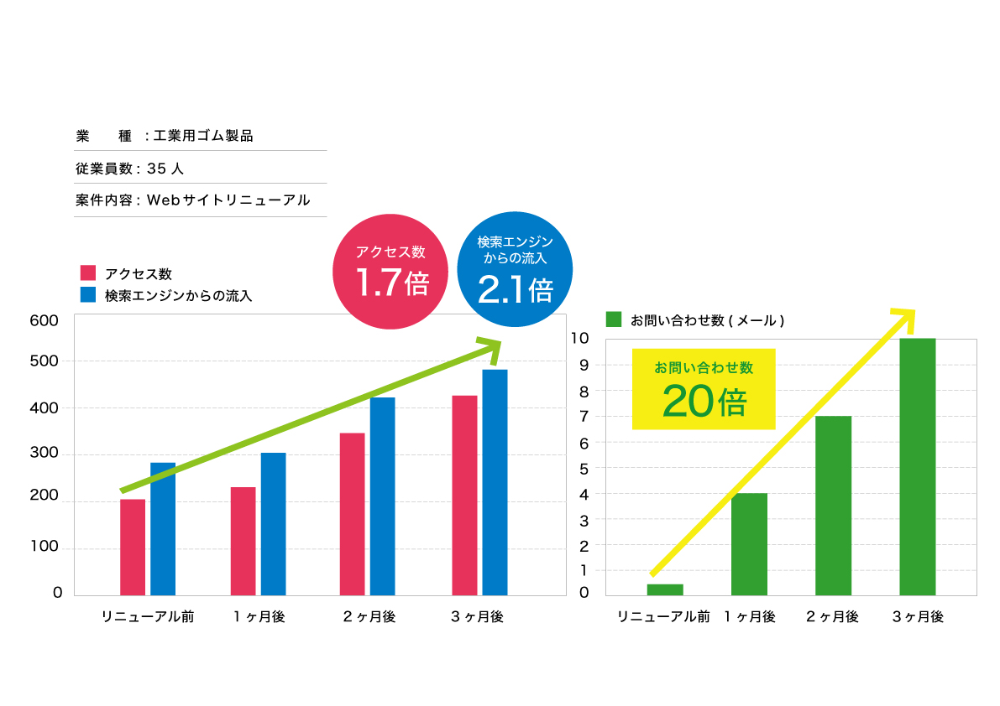 業　種 : 工業用ゴム製品
従業員数 : 35 人
案件内容 : Webサイトリニューアル
アクセス数
1.7倍
検索エンジン
からの流入
2.1倍
アクセス数
検索エンジンからの流入
600
500
400
300
200
100
0
リニューアル前
1 ヶ月後
2 ヶ月後
3 ヶ月後
お問い合わせ数 ( メール )
お問い合わせ数
20倍
10
9
8
7
6
5
4
3
2
1
0
リニューアル前
1 ヶ月後
2 ヶ月後
3 ヶ月後